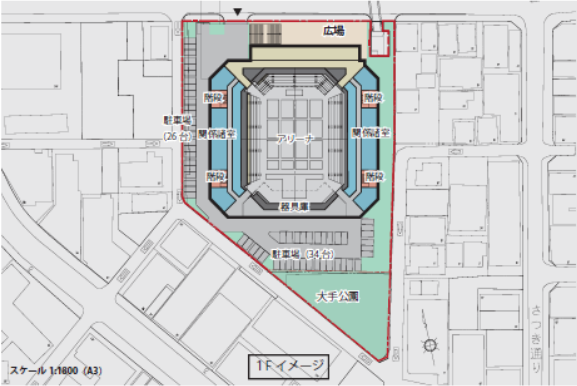 広場
階段
階段
駐車場
(26台)
関係諸室
アリーナ
関係諸室
階段
階段
器具庫
駐車場 (34台)
大手公園
さつき通り
1Fイメージ
スケール 1:1800 (A3)